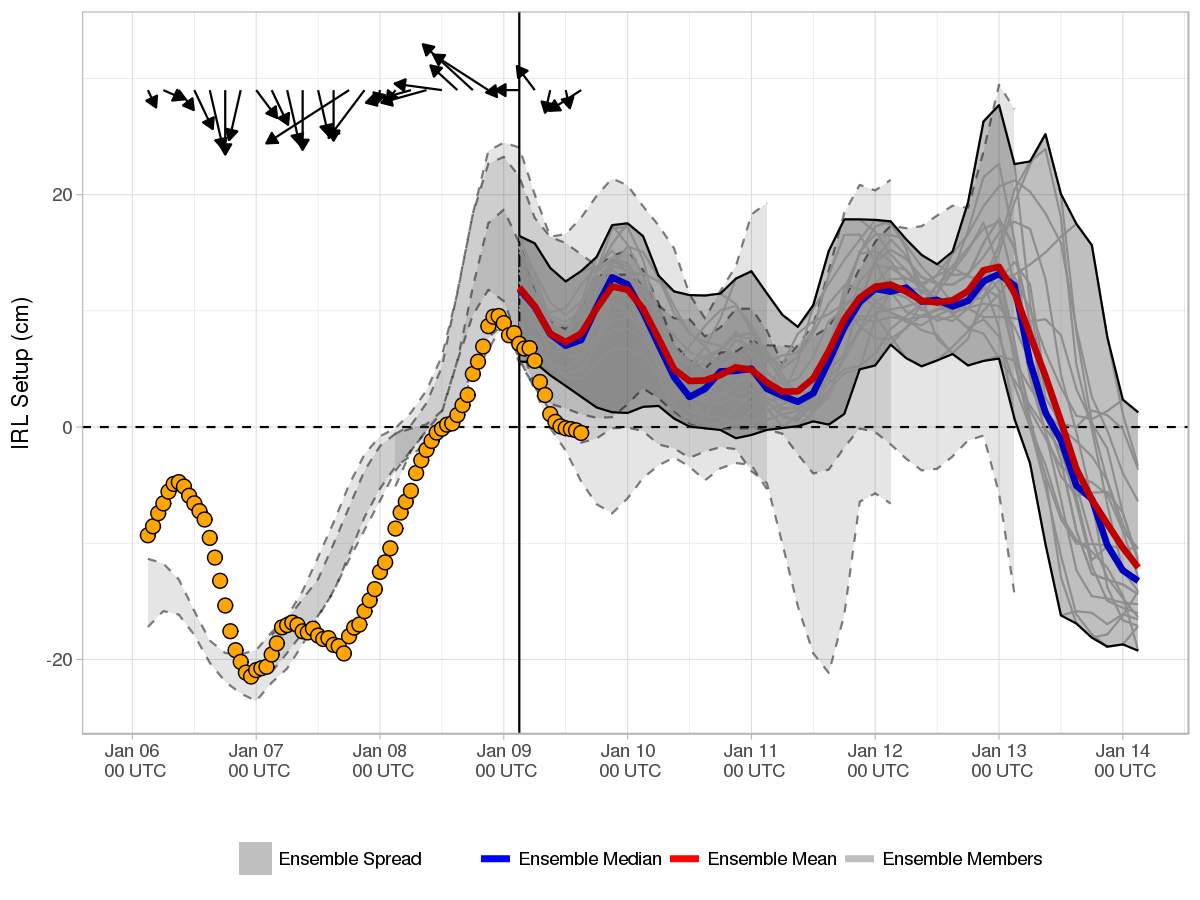 IRL Setup (cm)
20
0
-20
Jan 06 Jan 07 Jan 08 Jan 09 Jan 10 Jan 11 Jan 12 Jan 13 Jan 14
00 UTC 00 UTC 00 UTC 00 UTC 00 UTC 00 UTC 00 UTC 00 UTC 00 UTC
Ensemble Spread Ensemble Median Ensemble Mean Ensemble Members